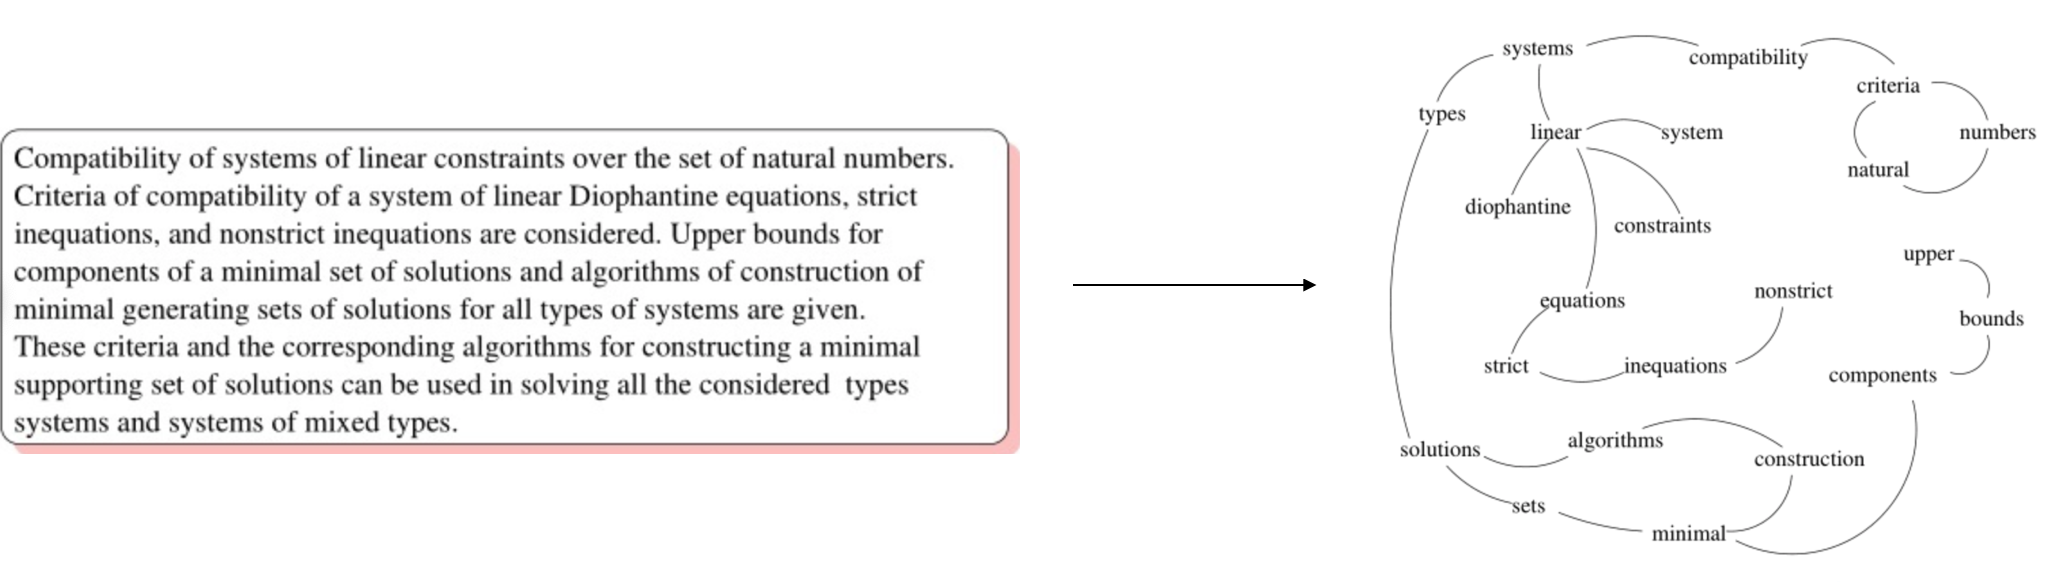 Compatibility of systems of linear constraints over the set of natural numbers.
Criteria of compatibility of a system of linear Diophantine equations, strict
inequations, and nonstrict inequations are considered. Upper bounds for
components of a minimal set of solutions and algorithms of construction of
minimal generating sets of solutions for all types of systems are given.
These criteria and the corresponding algorithms for constructing a minimal
supporting set of solutions can be used in solving all the considered types
systems and systems of mixed types.
systems
compatibility
criteria
types
linear
system
numbers
natural
diophantine
constraints
upper
nonstrict
equations
bounds
strict
inequations
components
solutions
algorithms
construction
sets
minimal